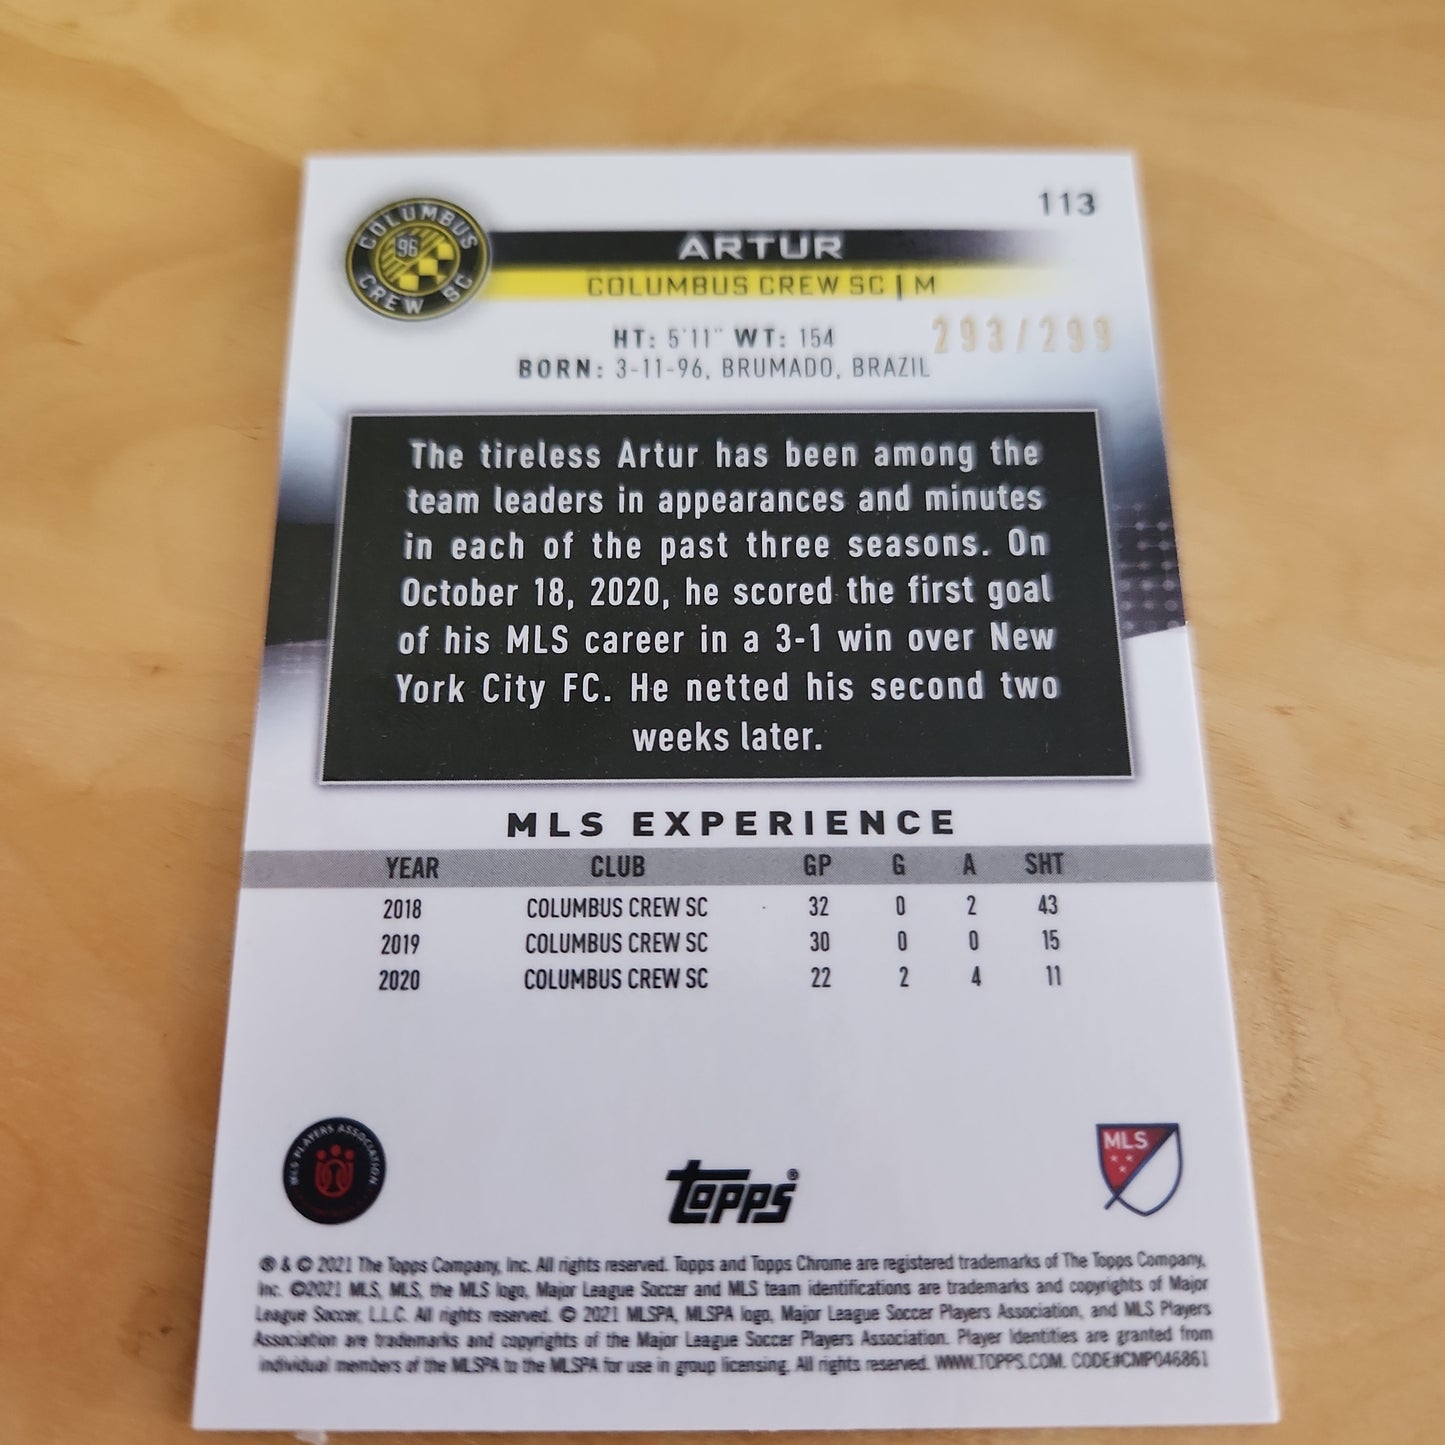 113
COLUMBUS
96
CREW SC
ARTUR
COLUMBUS CREW SC | M
HT: 5'11" WT: 154
293/299
BORN: 3-11-96, BRUMADO, BRAZIL
The tireless Artur has been among the
team leaders in appearances and minutes
in each of the past three seasons. On
October 18, 2020, he scored the first goal
of his MLS career in a 3-1 win over New
York City FC. He netted his second two
weeks later.
MLS EXPERIENCE
YEAR CLUB GP G A SHT
2018 COLUMBUS CREW SC 32 0 2 43
2019 COLUMBUS CREW SC 30 0 0 15
2020 COLUMBUS CREW SC 22 2 4 11
MLS PLAYERS ASSOCIATION
Topps®
MLS
® & © 2021 The Topps Company, Inc. All rights reserved. Topps and Topps Chrome are registered trademarks of The Topps Company,
Inc. ©2021 MLS, MLS, the MLS logo, Major League Soccer and MLS team identifications are trademarks and copyrights of Major
League Soccer, L.L.C. All rights reserved. © 2021 MLSPA, MLSPA logo, Major League Soccer Players Association, and MLS Players
Association are trademarks and copyrights of the Major League Soccer Players Association. Player Identities are granted from
individual members of the MLSPA to the MLSPA for use in group licensing. All rights reserved. WWW.TOPPS.COM. CODE#CMP046861